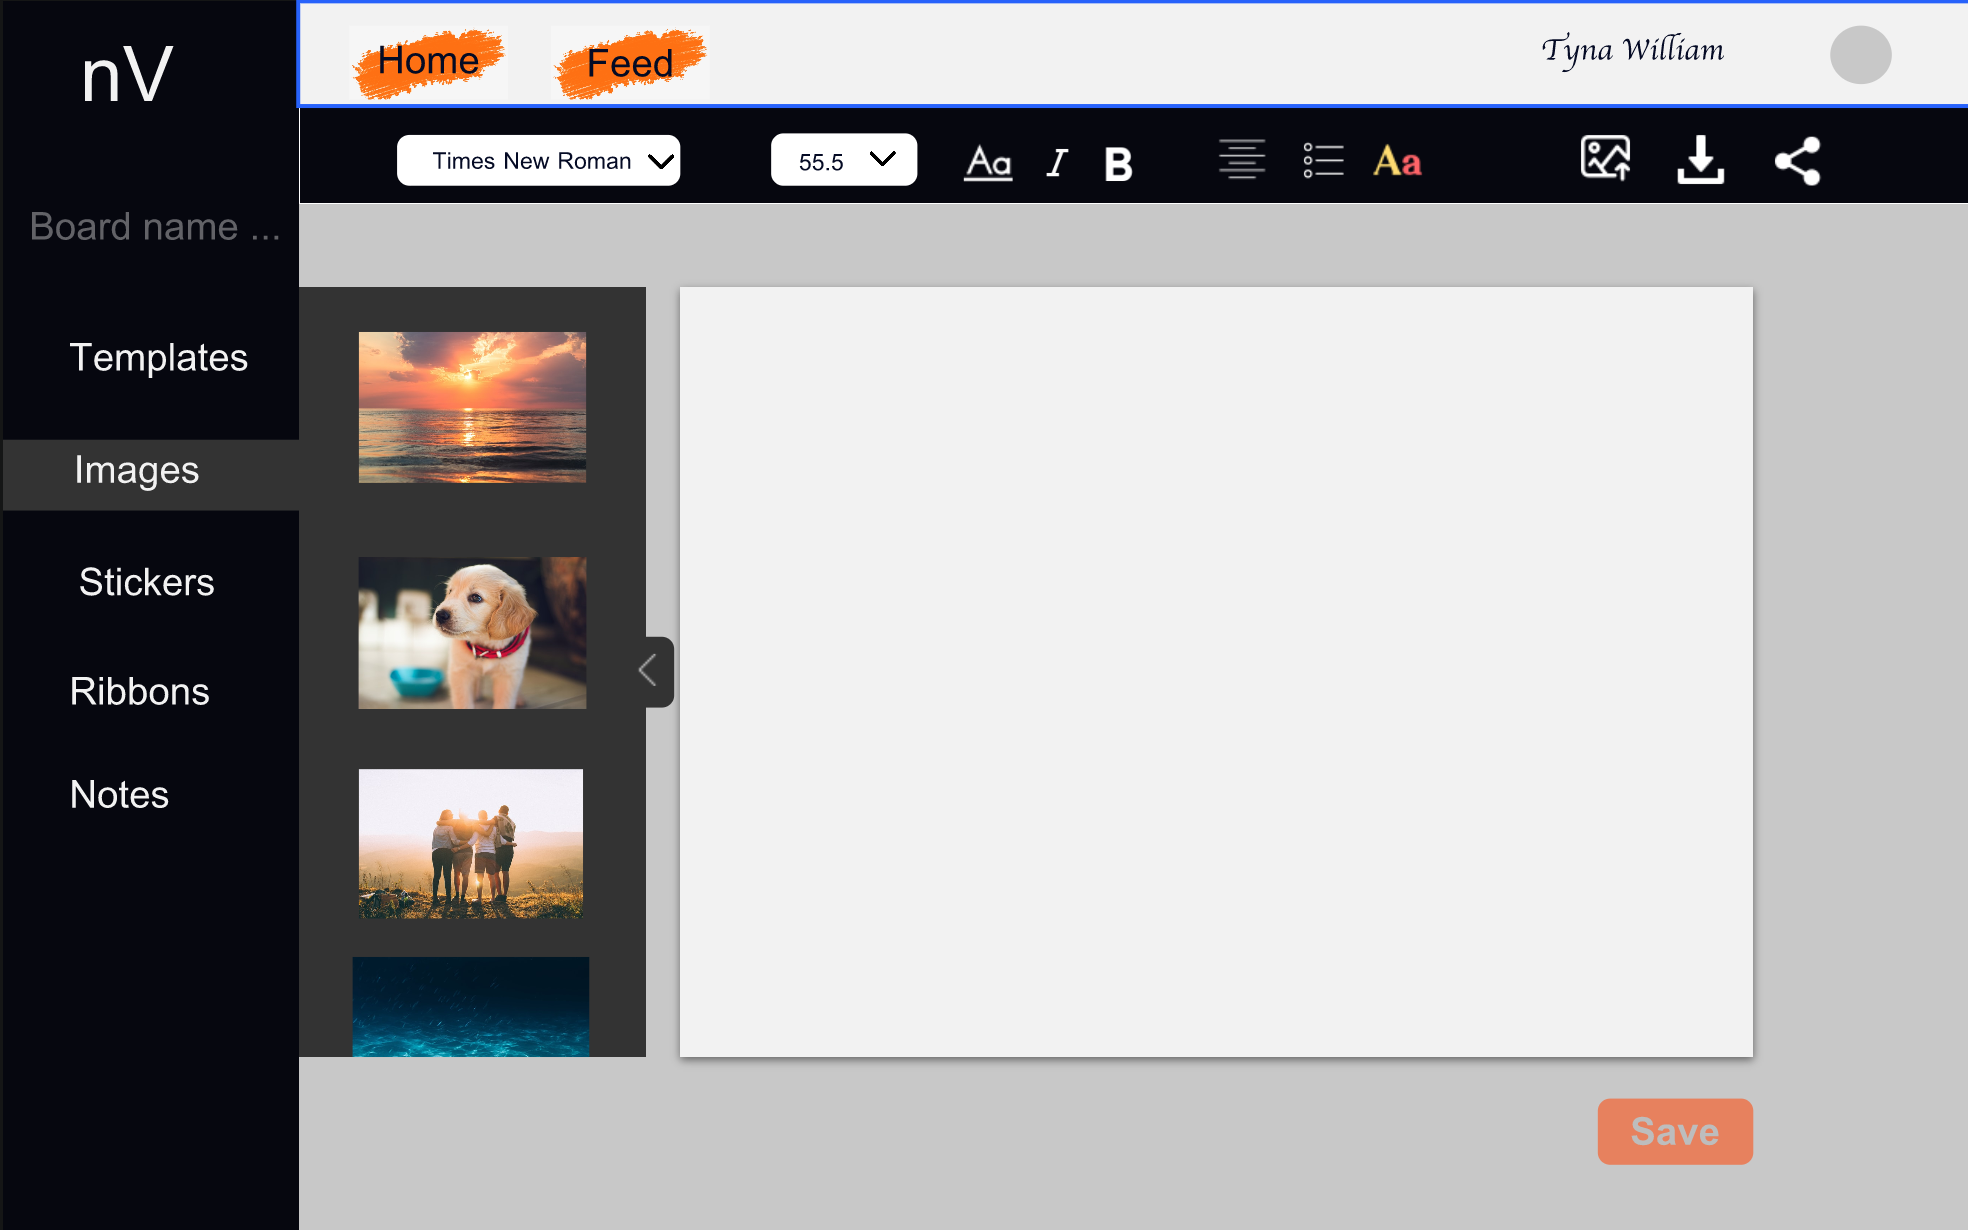 nV
Home
Feed
Tyna William
Times New Roman
55.5
Aa
I
B
Aa
Board name ...
Templates
Images
Stickers
Ribbons
Notes
Save